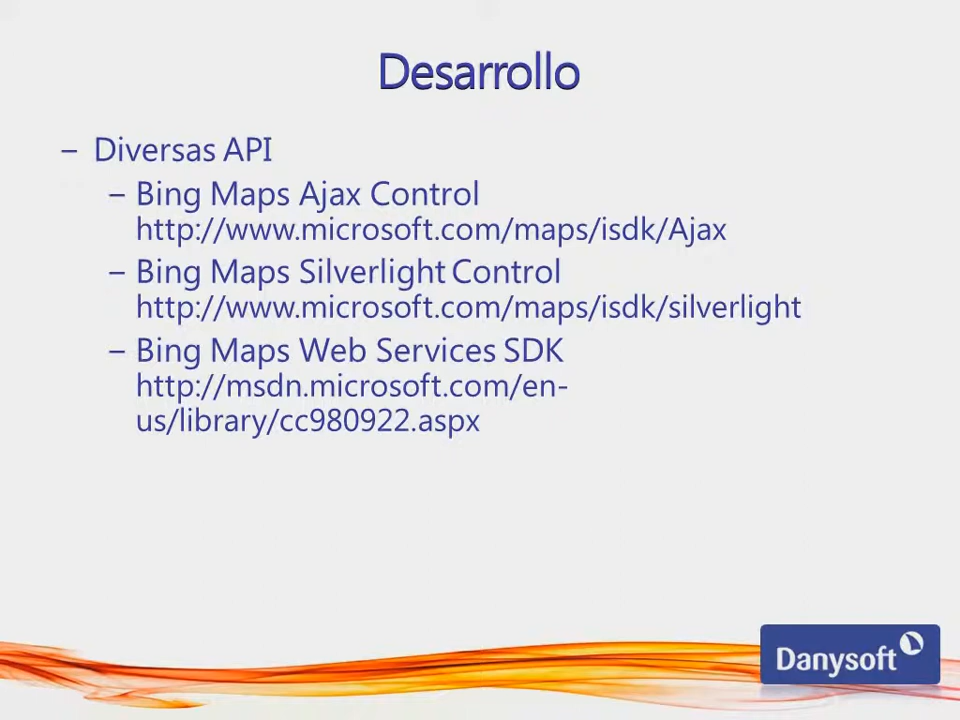 Desarrollo
– Diversas API
– Bing Maps Ajax Control
http://www.microsoft.com/maps/isdk/Ajax
– Bing Maps Silverlight Control
http://www.microsoft.com/maps/isdk/silverlight
– Bing Maps Web Services SDK
http://msdn.microsoft.com/en-
us/library/cc980922.aspx
Danysoft